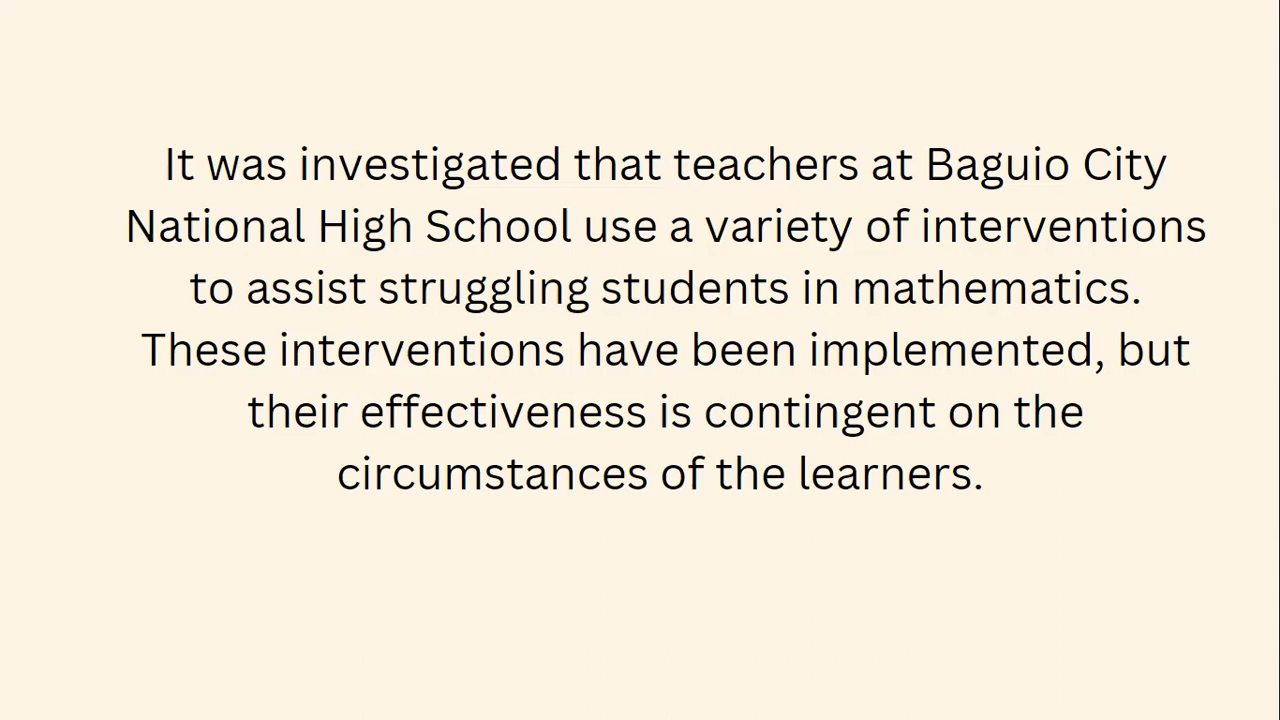 It was investigated that teachers at Baguio City
National High School use a variety of interventions
to assist struggling students in mathematics.
These interventions have been implemented, but
their effectiveness is contingent on the
circumstances of the learners.